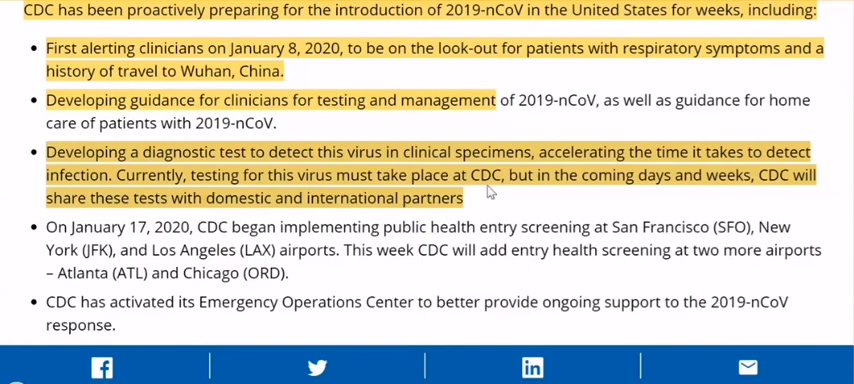 CDC has been proactively preparing for the introduction of 2019-nCoV in the United States for weeks, including:
First alerting clinicians on January 8, 2020, to be on the look-out for patients with respiratory symptoms and a
history of travel to Wuhan, China.
Developing guidance for clinicians for testing and management of 2019-nCoV, as well as guidance for home
care of patients with 2019-nCoV.
Developing a diagnostic test to detect this virus in clinical specimens, accelerating the time it takes to detect
infection. Currently, testing for this virus must take place at CDC, but in the coming days and weeks, CDC will
share these tests with domestic and international partners
On January 17, 2020, CDC began implementing public health entry screening at San Francisco (SFO), New
York (JFK), and Los Angeles (LAX) airports. This week CDC will add entry health screening at two more airports
– Atlanta (ATL) and Chicago (ORD).
CDC has activated its Emergency Operations Center to better provide ongoing support to the 2019-nCoV
response.